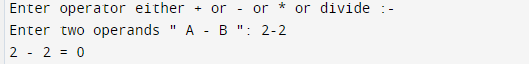 Enter operator either + or - or * or divide :-
Enter two operands " A - B ": 2-2
2 - 2 = 0